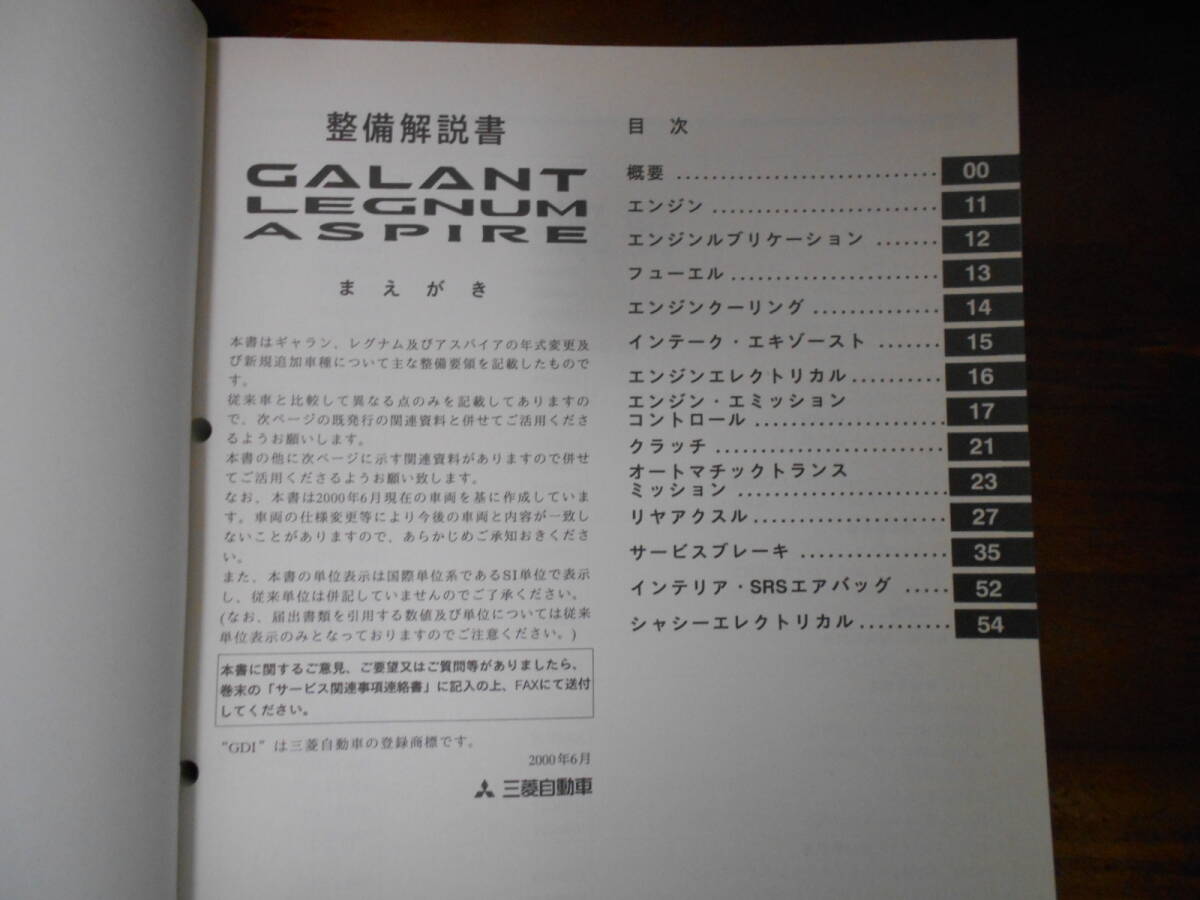 整備解説書
GALANT
LEGNUM
ASPIRE
まえがき
本書はギャラン、レグナム及びアスパイアの年式変更及
び新規追加車種について主な整備要領を記載したもので
す。
従来車と比較して異なる点のみを記載してありますの
で、次ページの既発行の関連資料と併せてご活用くださ
るようお願いします。
本書の他に次ページに示す関連資料がありますので併せ
てご活用くださるようお願い致します。
なお、本書は2000年6月現在の車両を基に作成していま
す。車両の仕様変更等により今後の車両と内容が一致し
ないことがありますので、あらかじめご承知おきくださ
い。
また、本書の単位表示は国際単位系であるSI単位で表示
し、従来単位は併記していませんのでご了承ください。
(なお、届出書類を引用する数値及び単位については従来
単位表示のみとなっておりますのでご注意ください。)
本書に関するご意見、ご要望又はご質問等がありましたら、
巻末の「サービス関連事項連絡書」に記入の上、FAXにて送付
してください。
“GDI”は三菱自動車の登録商標です。
2000年6月
三菱自動車
目 次
概要 .............................. 00
エンジン .......................... 11
エンジンルブリケーション ....... 12
フューエル ........................ 13
エンジンクーリング .............. 14
インテーク・エキゾースト ....... 15
エンジンエレクトリカル .......... 16
エンジン・エミッション
コントロール ..................... 17
クラッチ .......................... 21
オートマチックトランス
ミッション ....................... 23
リヤアクスル ..................... 27
サービスブレーキ ................ 35
インテリア・SRSエアバッグ ..... 52
シャシーエレクトリカル .......... 54